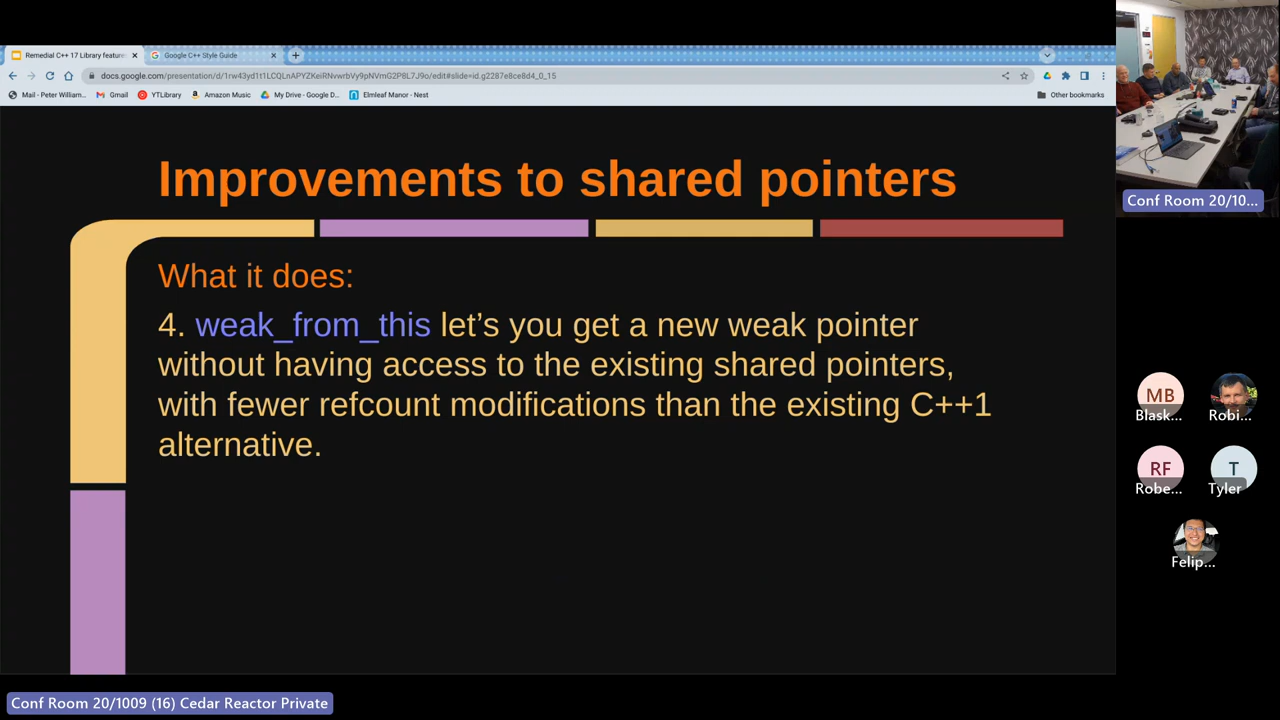 Remedial C++ 17 Library feature
Google C++ Style Guide
docs.google.com/presentation/d/1rw43yd1t1LCQLnAPYZKeiRNvwrbVy9pNVmG2P8L7J9o/edit#slide=id.g2287e8ce8d4_0_15
Mail - Peter William...
Gmail
YTLibrary
Amazon Music
My Drive - Google D...
Elmleaf Manor - Nest
Other bookmarks
Improvements to shared pointers
What it does:
4. weak_from_this let’s you get a new weak pointer
without having access to the existing shared pointers,
with fewer refcount modifications than the existing C++1
alternative.
Conf Room 20/10...
MB
Blask...
Robi...
RF
Robe...
T
Tyler
Felip...
Conf Room 20/1009 (16) Cedar Reactor Private